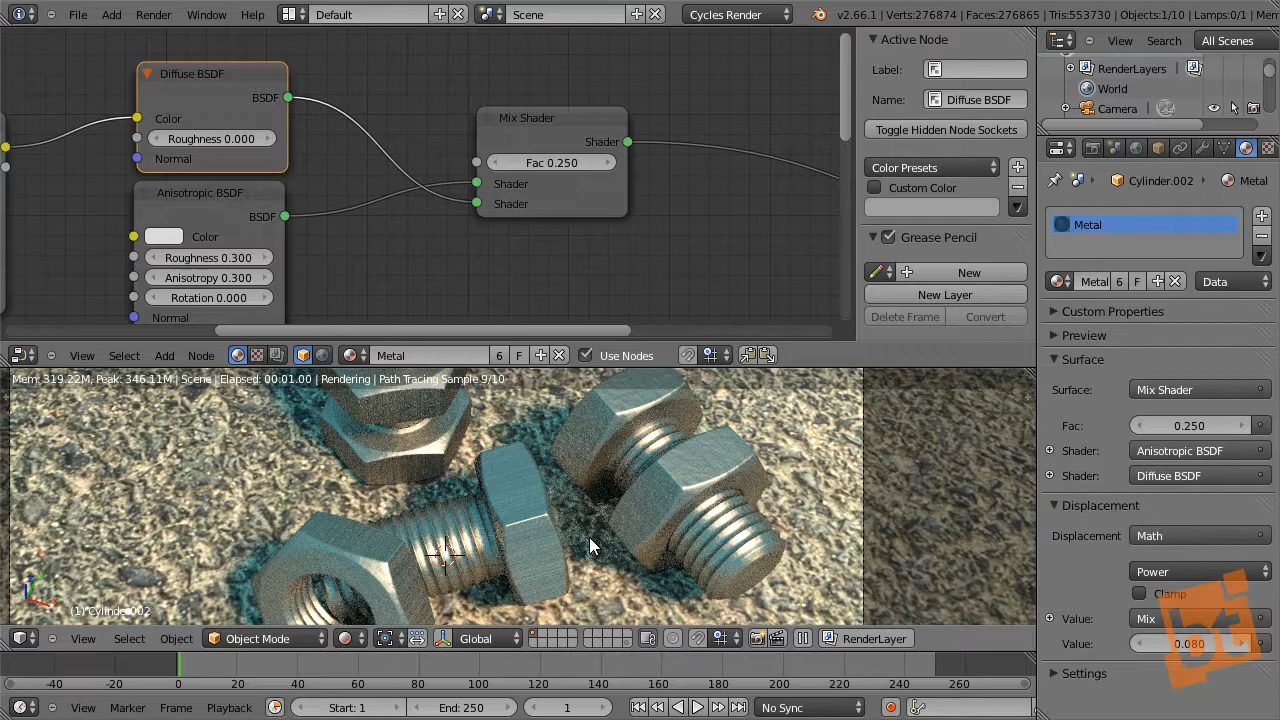 File Add Render Window Help Default Scene Cycles Render v2.66.1 | Verts:276874 | Faces:276865 | Tris:553730 | Objects:1/10 | Lamps:0/1 | Mem
View Search All Scenes
RenderLayers
World
Camera
Cylinder.002 Metal
Metal
Metal 6 F Data
Custom Properties
Preview
Surface
Surface: Mix Shader
Fac: 0.250
Shader: Anisotropic BSDF
Shader: Diffuse BSDF
Displacement
Displacement Math
Power
Clamp
Value: Mix
Value: 0.080
Settings
bt
Diffuse BSDF
BSDF
Color
Roughness 0.000
Normal
Anisotropic BSDF
BSDF
Color
Roughness 0.300
Anisotropy 0.300
Rotation 0.000
Normal
Mix Shader
Shader
Fac 0.250
Shader
Shader
Active Node
Label:
Name: Diffuse BSDF
Toggle Hidden Node Sockets
Color Presets
Custom Color
Grease Pencil
New
New Layer
Delete Frame Convert
View Select Add Node Metal 6 F Use Nodes
Mem: 319.22M, Peak: 346.11M | Scene | Elapsed: 00:01.00 | Rendering | Path Tracing Sample 9/10
(1) Cylinder.002
View Select Object Object Mode Global RenderLayer
-40 -20 0 20 40 60 80 100 120 140 160 180 200 220 240 260
View Marker Frame Playback Start: 1 End: 250 1 No Sync